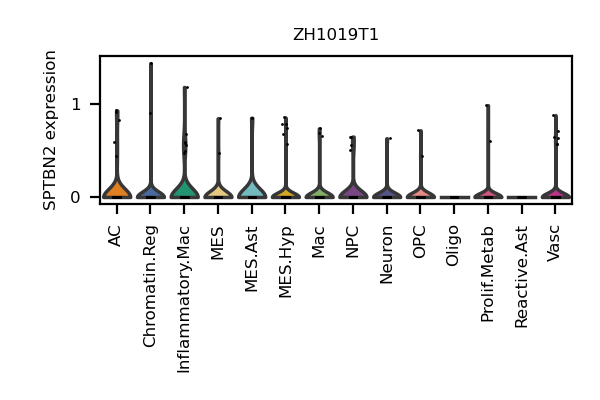 ZH1019T1
SPTBN2 expression
1
0
AC
Chromatin.Reg
Inflammatory.Mac
MES
MES.Ast
MES.Hyp
Mac
NPC
Neuron
OPC
Oligo
Prolif.Metab
Reactive.Ast
Vasc